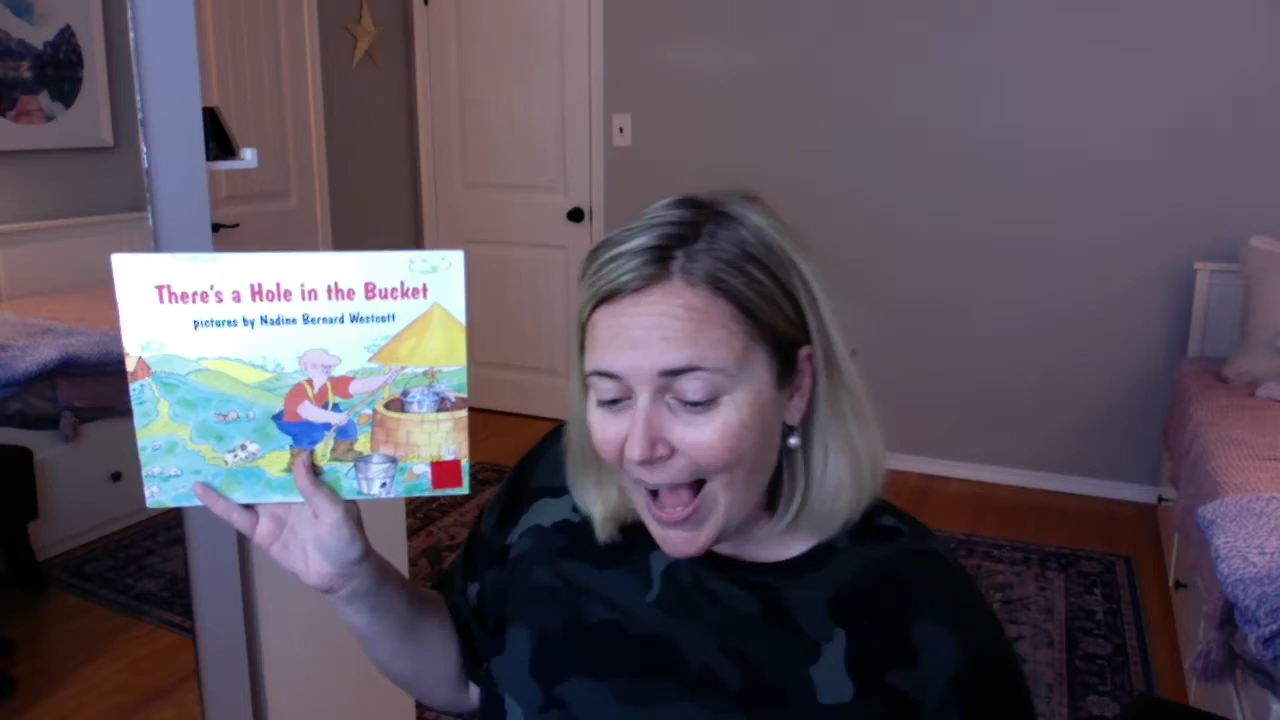 There's a Hole in the Bucket
pictures by Nadine Bernard Westcott